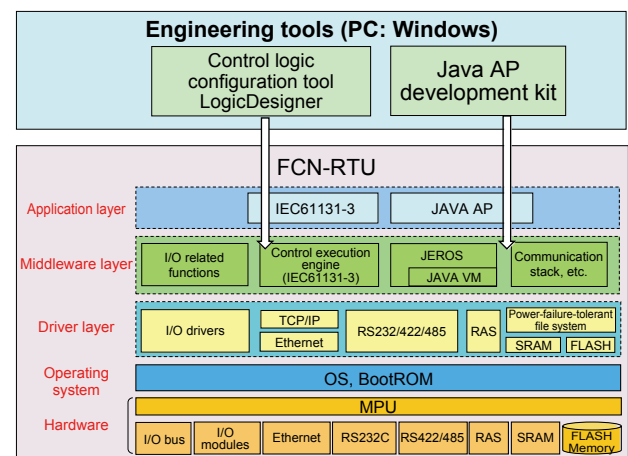 Engineering tools (PC: Windows)
Control logic
configuration tool
LogicDesigner
Java AP
development kit
FCN-RTU
Application layer
IEC61131-3
JAVA AP
Middleware layer
I/O related
functions
Control execution
engine
(IEC61131-3)
JEROS
JAVA VM
Communication
stack, etc.
Driver layer
I/O drivers
TCP/IP
Ethernet
RS232/422/485
RAS
Power-failure-tolerant
file system
SRAM
FLASH
Operating
system
OS, BootROM
Hardware
MPU
I/O bus
I/O
modules
Ethernet
RS232C
RS422/485
RAS
SRAM
FLASH
Memory